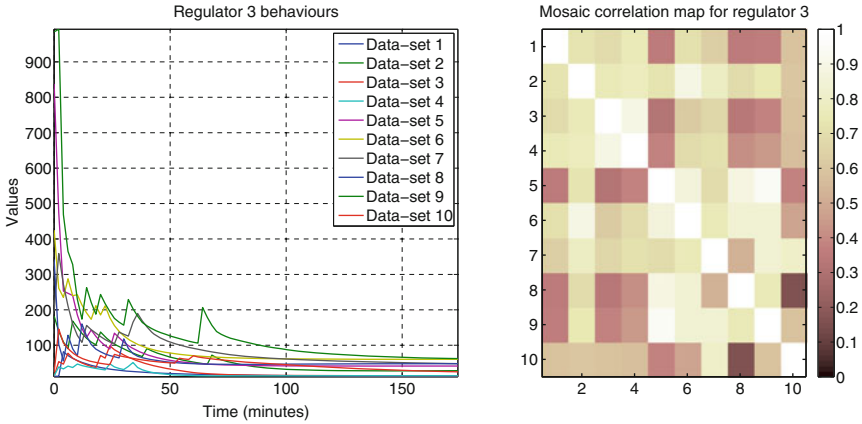 Regulator 3 behaviours
Values
900
800
700
600
500
400
300
200
100
0
50
100
150
Time (minutes)
Data-set 1
Data-set 2
Data-set 3
Data-set 4
Data-set 5
Data-set 6
Data-set 7
Data-set 8
Data-set 9
Data-set 10
Mosaic correlation map for regulator 3
1
2
3
4
5
6
7
8
9
10
2
4
6
8
10
1
0.9
0.8
0.7
0.6
0.5
0.4
0.3
0.2
0.1
0